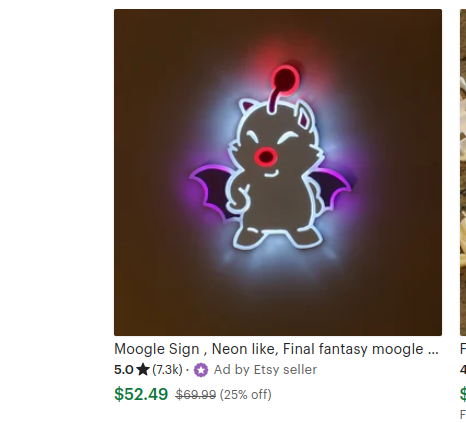 Moogle Sign , Neon like, Final fantasy moogle ...
5.0 ★ (7.3k) · Ad by Etsy seller
$52.49 $69.99 (25% off)
F
4
$
F